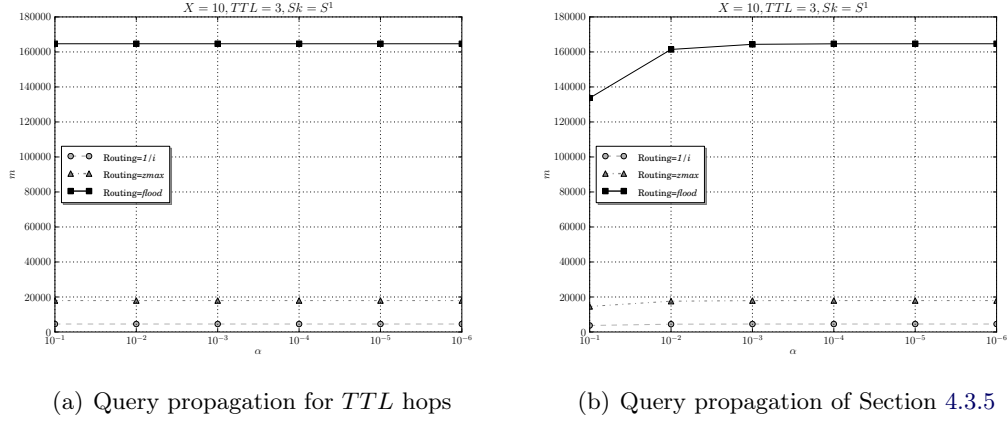 X = 10, TTL = 3, Sk = S¹
180000
160000
140000
120000
100000
80000
60000
40000
20000
0
m
Routing=1/i
Routing=zmax
Routing=flood
10⁻¹ 10⁻² 10⁻³ 10⁻⁴ 10⁻⁵ 10⁻⁶
α
(a) Query propagation for TTL hops
X = 10, TTL = 3, Sk = S¹
180000
160000
140000
120000
100000
80000
60000
40000
20000
0
m
Routing=1/i
Routing=zmax
Routing=flood
10⁻¹ 10⁻² 10⁻³ 10⁻⁴ 10⁻⁵ 10⁻⁶
α
(b) Query propagation of Section 4.3.5